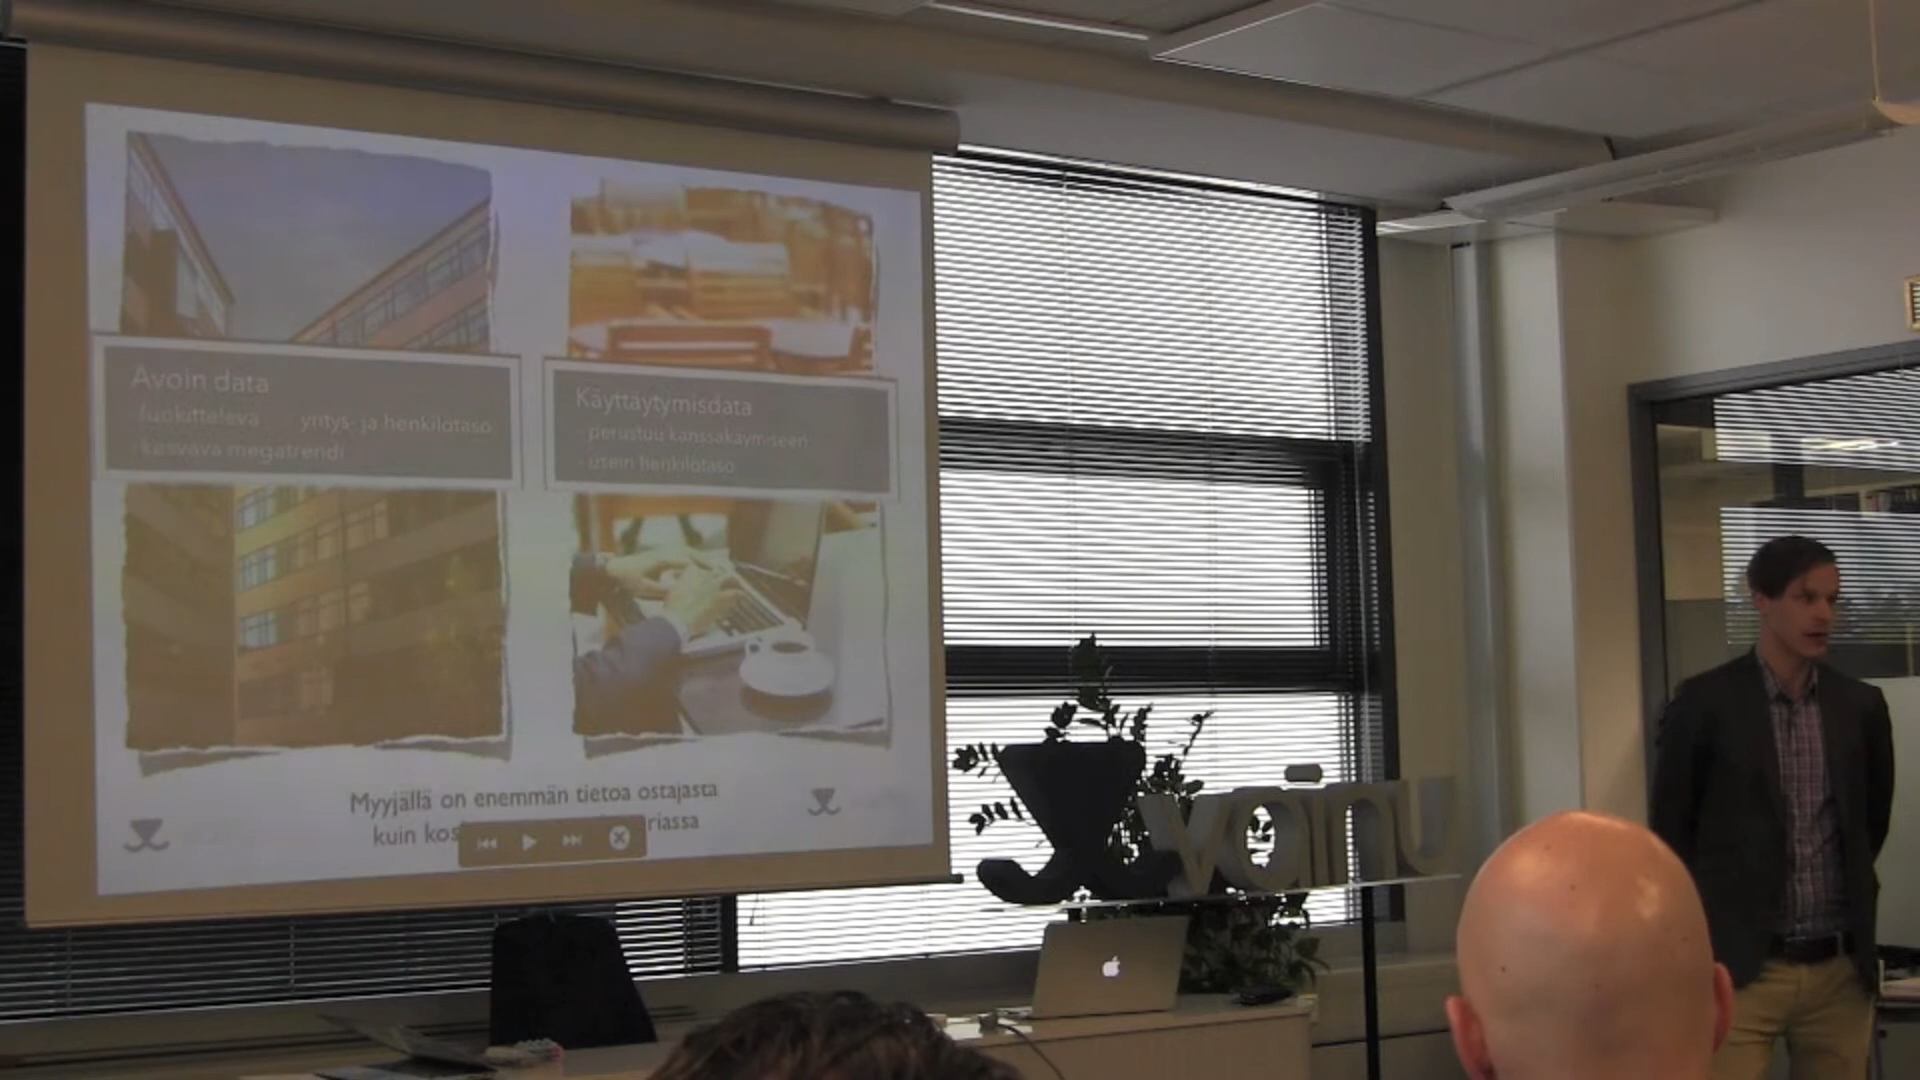 Avoin data
- luokitteleva - yritys- ja henkilötaso
- kasvava megatrendi
Käyttäytymisdata
- perustuu kanssakäymiseen
- usein henkilötaso
Myyjällä on enemmän tietoa ostajasta
kuin
vainu